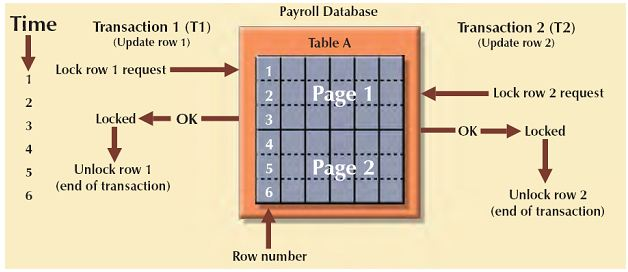 Payroll Database
Time
Transaction 1 (T1)
(Update row 1)
Transaction 2 (T2)
(Update row 2)
Table A
1
2
3
4
5
6
Lock row 1 request
Lock row 2 request
Locked
OK
OK
Locked
Unlock row 1
(end of transaction)
Unlock row 2
(end of transaction)
1
2
3
4
5
6
Page 1
Page 2
Row number